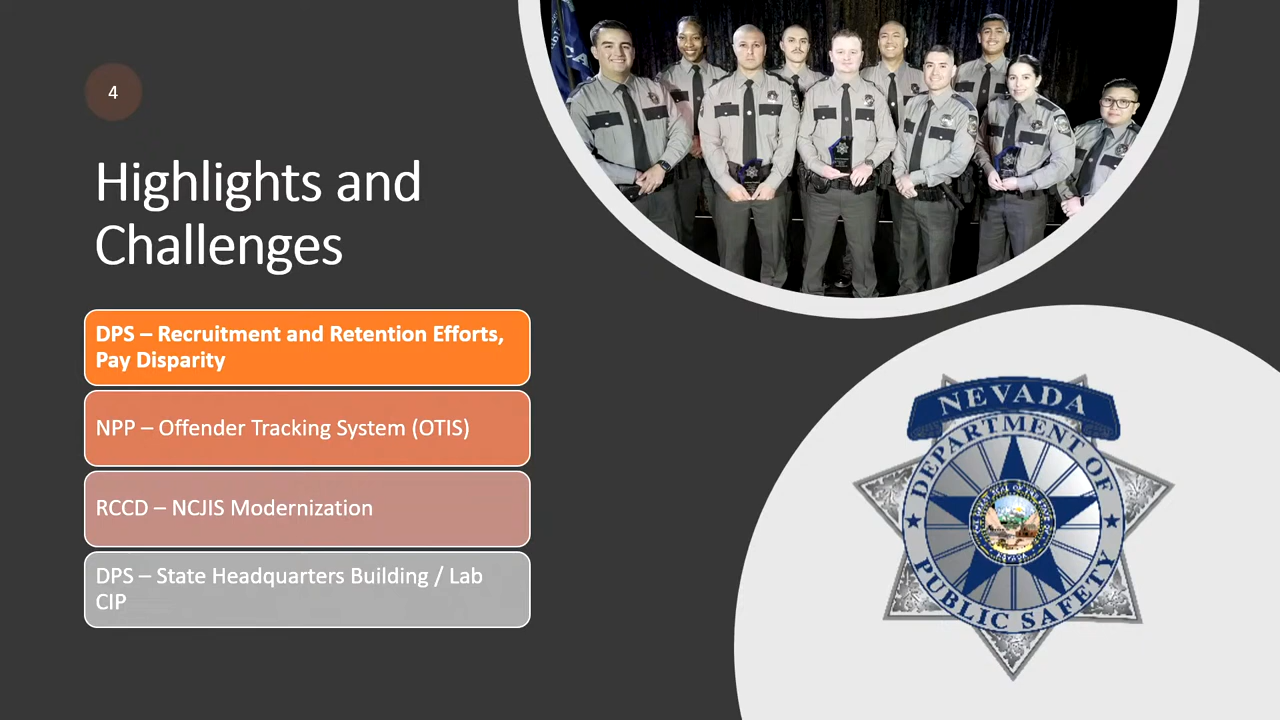 4
Highlights and
Challenges
DPS – Recruitment and Retention Efforts,
Pay Disparity
NPP – Offender Tracking System (OTIS)
RCCD – NCJIS Modernization
DPS – State Headquarters Building / Lab
CIP
NEVADA
DEPARTMENT OF
PUBLIC SAFETY